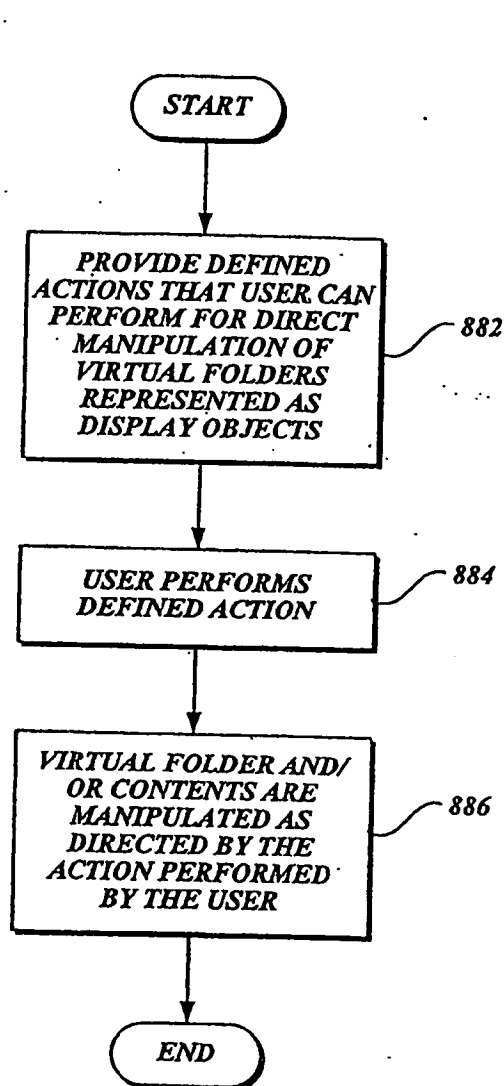 START
PROVIDE DEFINED
ACTIONS THAT USER CAN
PERFORM FOR DIRECT
MANIPULATION OF
VIRTUAL FOLDERS
REPRESENTED AS
DISPLAY OBJECTS
882
USER PERFORMS
DEFINED ACTION
884
VIRTUAL FOLDER AND/
OR CONTENTS ARE
MANIPULATED AS
DIRECTED BY THE
ACTION PERFORMED
BY THE USER
886
END